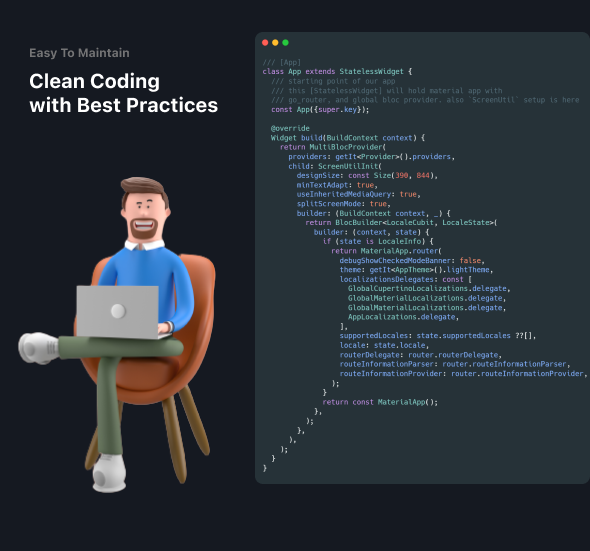 Easy To Maintain
Clean Coding
with Best Practices
/// [App]
class App extends StatelessWidget {
/// starting point of our app
/// this [StatelessWidget] will hold material app with
/// go_router, and global bloc provider. also `ScreenUtil` setup is here
const App({super.key});
@override
Widget build(BuildContext context) {
return MultiBlocProvider(
providers: getIt<Provider>().providers,
child: ScreenUtilInit(
designSize: const Size(390, 844),
minTextAdapt: true,
useInheritedMediaQuery: true,
splitScreenMode: true,
builder: (BuildContext context, _) {
return BlocBuilder<LocaleCubit, LocaleState>(
builder: (context, state) {
if (state is LocaleInfo) {
return MaterialApp.router(
debugShowCheckedModeBanner: false,
theme: getIt<AppTheme>().lightTheme,
localizationsDelegates: const [
GlobalCupertinoLocalizations.delegate,
GlobalMaterialLocalizations.delegate,
GlobalMaterialLocalizations.delegate,
AppLocalizations.delegate,
],
supportedLocales: state.supportedLocales ??[],
locale: state.locale,
routerDelegate: router.routerDelegate,
routeInformationParser: router.routeInformationParser,
routeInformationProvider: router.routeInformationProvider,
);
}
return const MaterialApp();
},
);
},
),
);
}
}